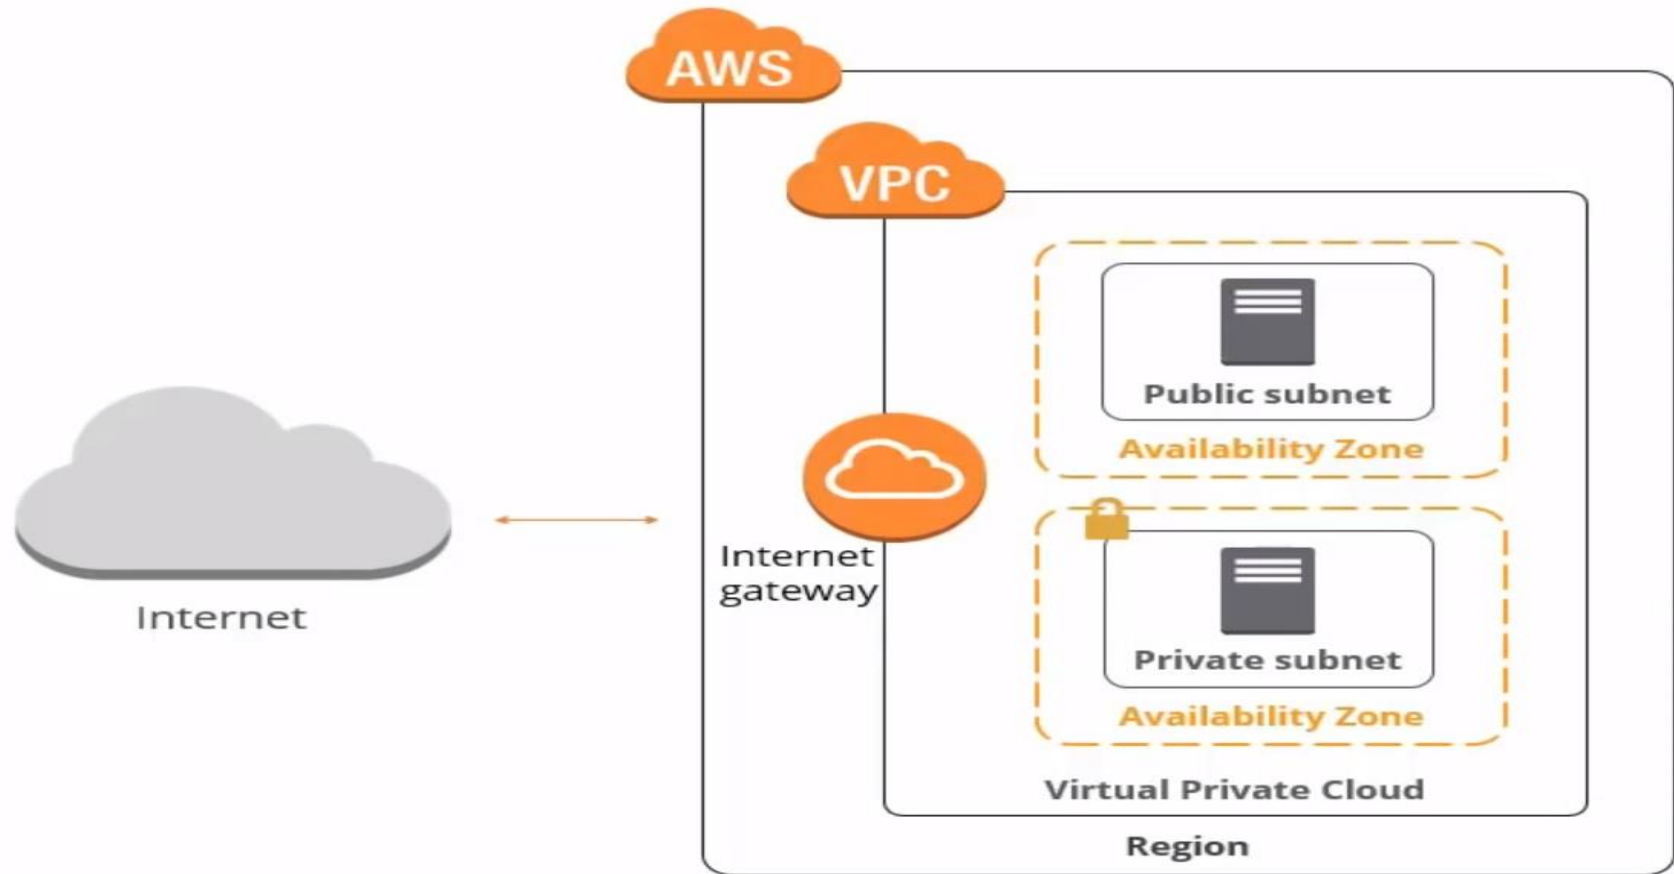 AWS
VPC
Public subnet
Availability Zone
Internet
gateway
Internet
Private subnet
Availability Zone
Virtual Private Cloud
Region